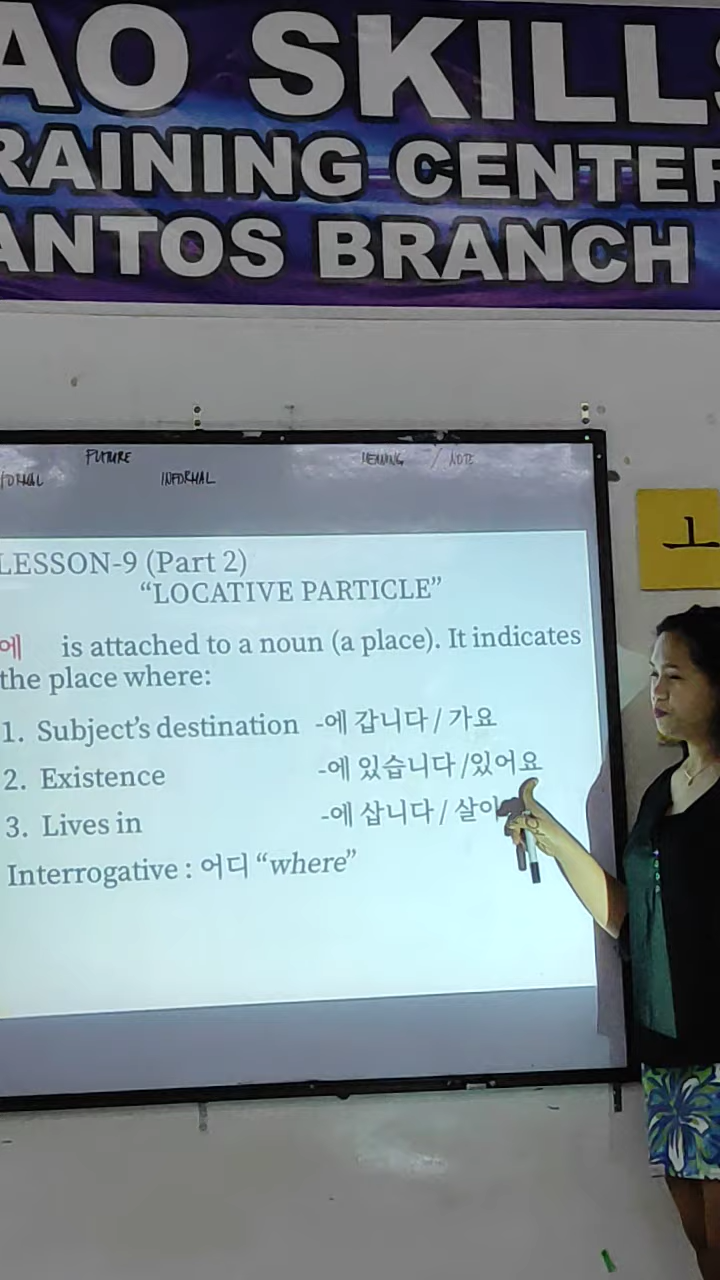 AO SKILLS
RAINING CENTER
ANTOS BRANCH
FUTURE
MEANING / NOTE
INFORMAL
LESSON-9 (Part 2)
"LOCATIVE PARTICLE"
에 is attached to a noun (a place). It indicates
the place where:
1. Subject's destination -에 갑니다 / 가요
2. Existence -에 있습니다 /있어요
3. Lives in -에 삽니다 / 살아
Interrogative : 어디 "where"
ㅗ